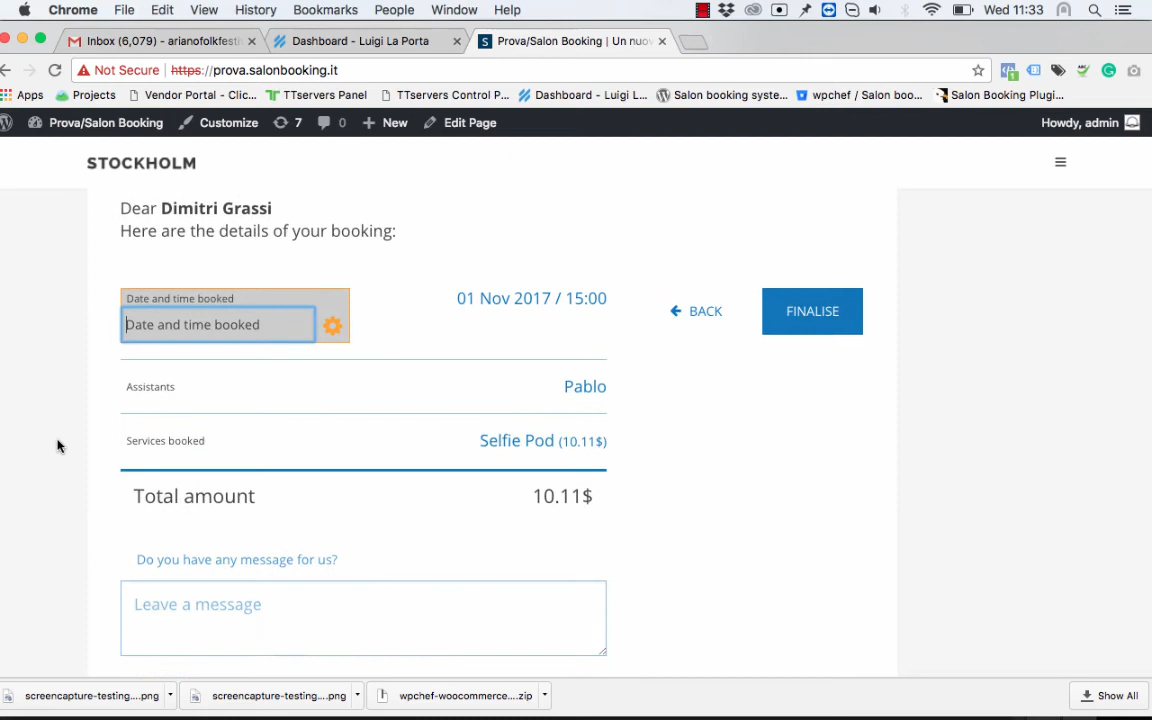 Chrome File Edit View History Bookmarks People Window Help Wed 11:33
Inbox (6,079) - arianofolkfesti Dashboard - Luigi La Porta Prova/Salon Booking | Un nuov
Not Secure https://prova.salonbooking.it
Apps Projects Vendor Portal - Clic... TTservers Panel TTservers Control P... Dashboard - Luigi L... Salon booking syste... wpchef / Salon boo... Salon Booking Plugi...
Prova/Salon Booking Customize 7 0 New Edit Page Howdy, admin
STOCKHOLM
Dear Dimitri Grassi
Here are the details of your booking:
Date and time booked
Date and time booked
01 Nov 2017 / 15:00
BACK FINALISE
Assistants Pablo
Services booked Selfie Pod (10.11$)
Total amount 10.11$
Do you have any message for us?
Leave a message
screencapture-testing....png screencapture-testing....png wpchef-woocommerce....zip Show All